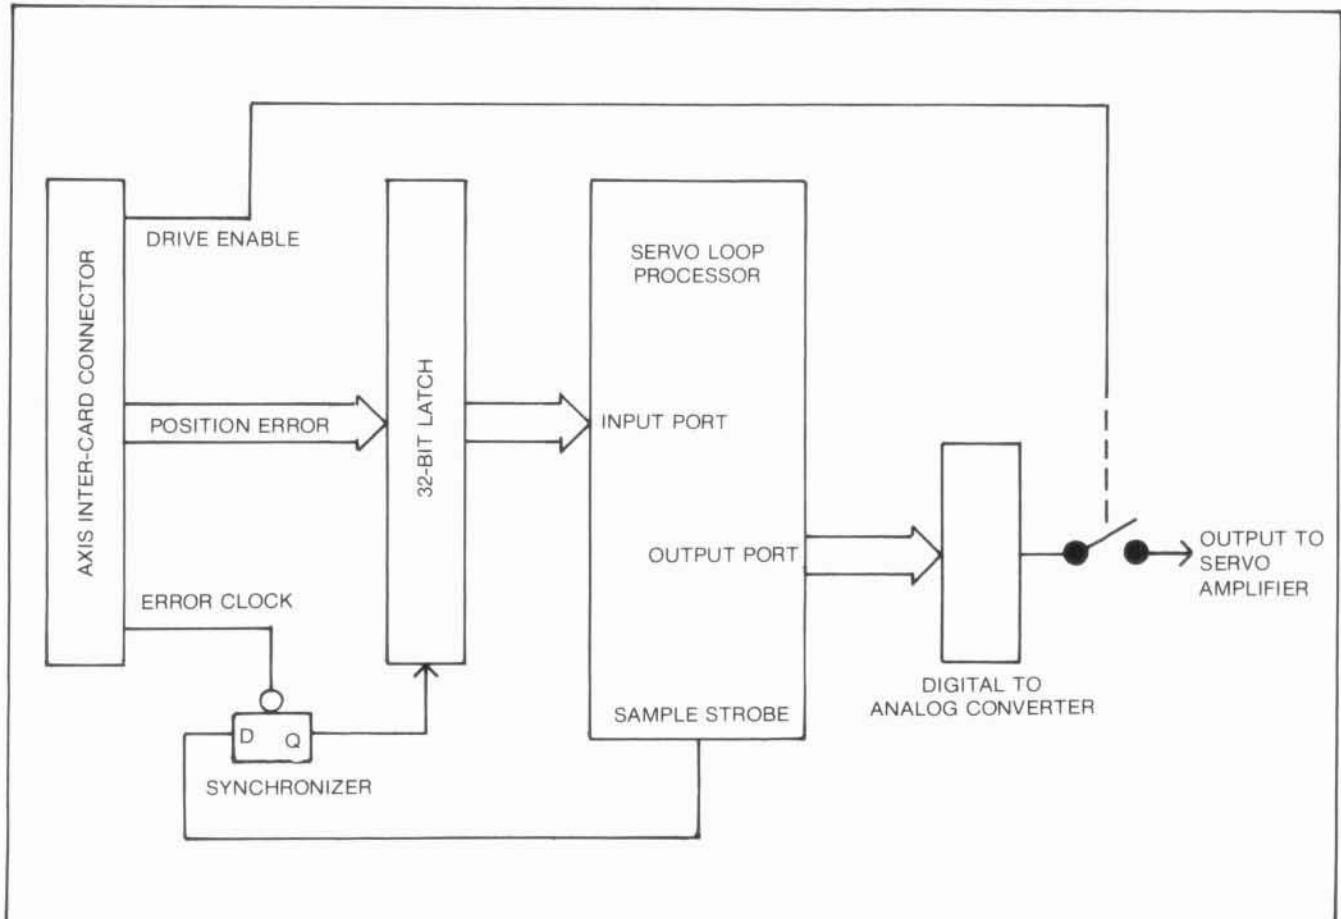 DRIVE ENABLE
AXIS INTER-CARD CONNECTOR
POSITION ERROR
ERROR CLOCK
32-BIT LATCH
SERVO LOOP
PROCESSOR
INPUT PORT
OUTPUT PORT
SAMPLE STROBE
D Q
SYNCHRONIZER
DIGITAL TO
ANALOG CONVERTER
OUTPUT TO
SERVO
AMPLIFIER